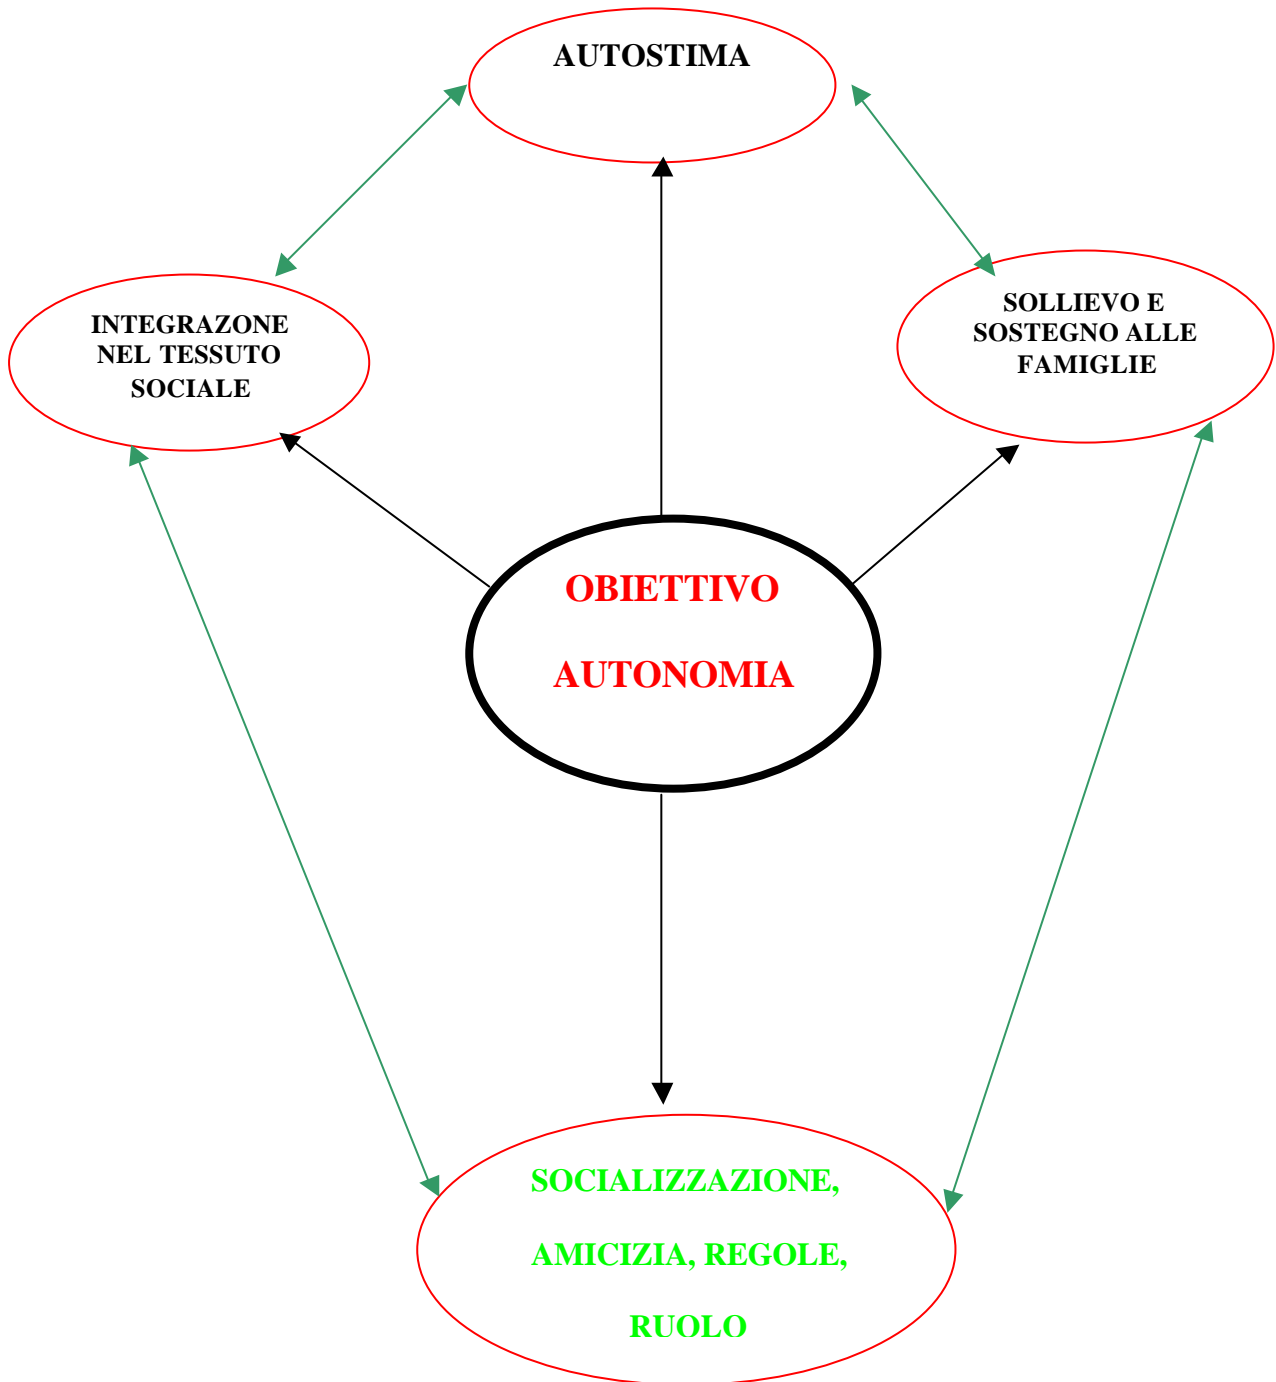 AUTOSTIMA
INTEGRAZONE
NEL TESSUTO
SOCIALE
SOLLIEVO E
SOSTEGNO ALLE
FAMIGLIE
OBIETTIVO
AUTONOMIA
SOCIALIZZAZIONE,
AMICIZIA, REGOLE,
RUOLO